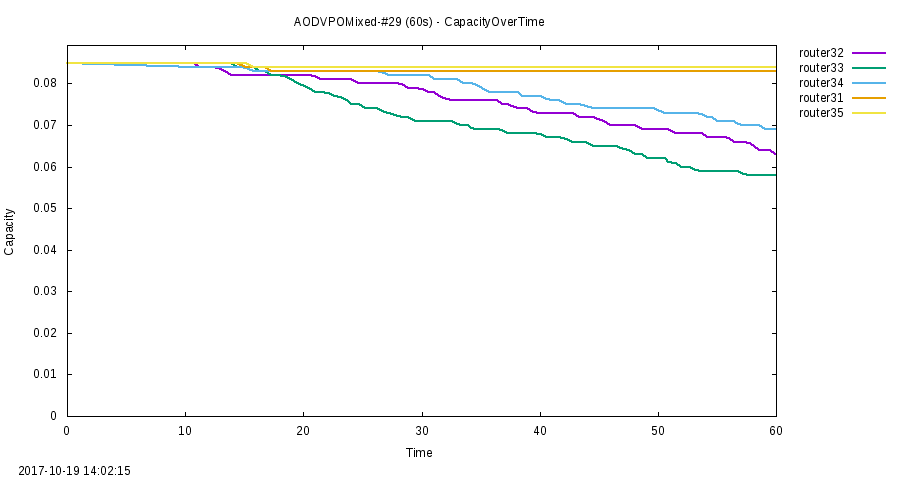 AODVPOMixed-#29 (60s) - CapacityOverTime
router32
router33
router34
router31
router35
0.08
0.07
0.06
0.05
0.04
0.03
0.02
0.01
0
Capacity
0 10 20 30 40 50 60
Time
2017-10-19 14:02:15